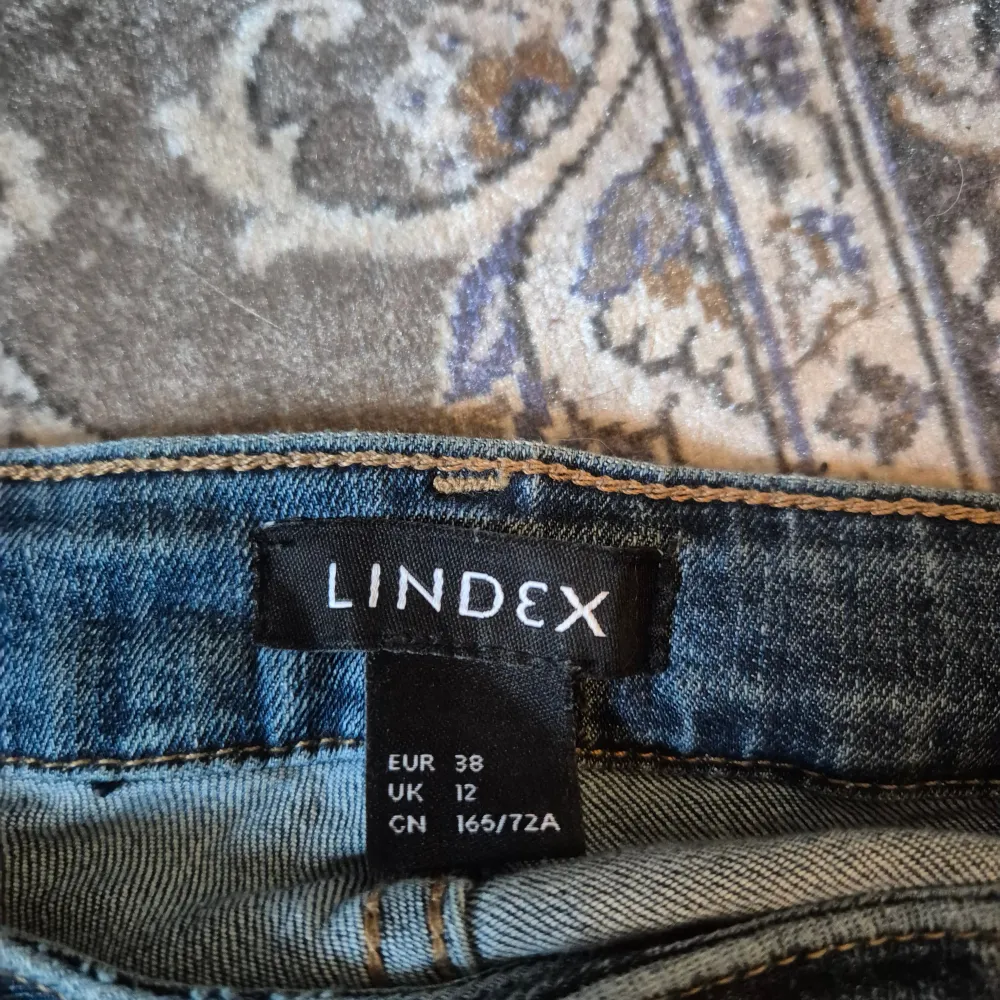 LINDEX
EUR 38
UK 12
CN 165/72A